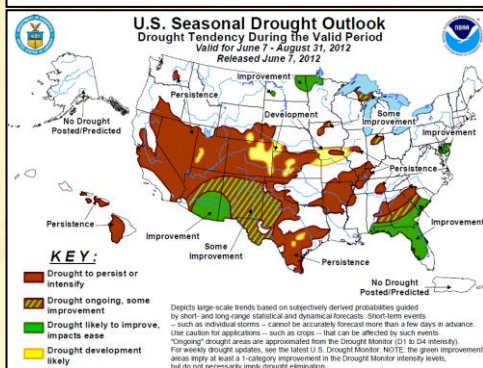 U.S. Seasonal Drought Outlook
Drought Tendency During the Valid Period
Valid for June 7 - August 31, 2012
Released June 7, 2012
NOAA
Improvement
Persistence
No Drought
Posted/Predicted
Development
Some
Improvement
Improvement
Persistence
Persistence
Improvement
Improvement
Some
Improvement
Persistence
No Drought
Posted/Predicted
KEY:
Drought to persist or
intensify
Drought ongoing, some
improvement
Drought likely to improve,
impacts ease
Drought development
likely
Depicts large-scale trends based on subjectively derived probabilities guided
by short- and long-range statistical and dynamical forecasts. Short-term events
-- such as individual storms -- cannot be accurately forecast more than a few days in advance.
Use caution for applications -- such as crops -- that can be affected by such events.
"Ongoing" drought areas are approximated from the Drought Monitor (D1 to D4 intensity).
For weekly drought updates, see the latest U.S. Drought Monitor. NOTE: the green improvement
areas imply at least a 1-category improvement in the Drought Monitor intensity levels,
but do not necessarily imply drought elimination.